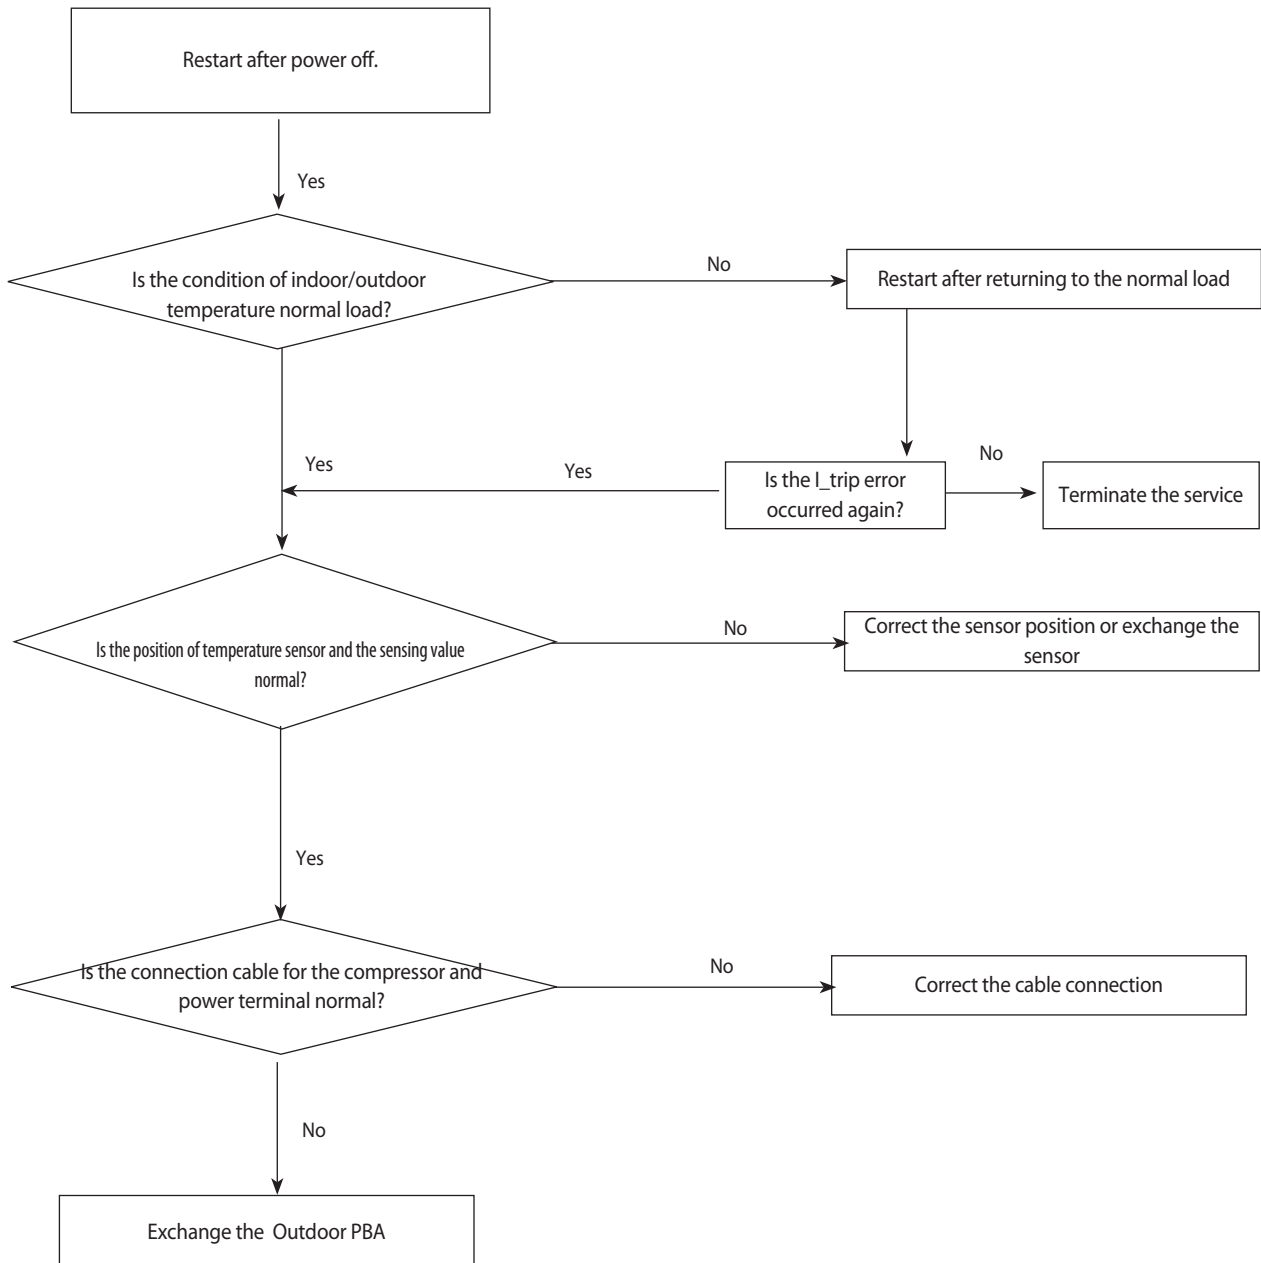 Restart after power off.
Yes
Is the condition of indoor/outdoor
temperature normal load?
No
Restart after returning to the normal load
Yes
Yes
Is the I_trip error
occurred again?
No
Terminate the service
Is the position of temperature sensor and the sensing value
normal?
No
Correct the sensor position or exchange the
sensor
Yes
Is the connection cable for the compressor and
power terminal normal?
No
Correct the cable connection
No
Exchange the Outdoor PBA